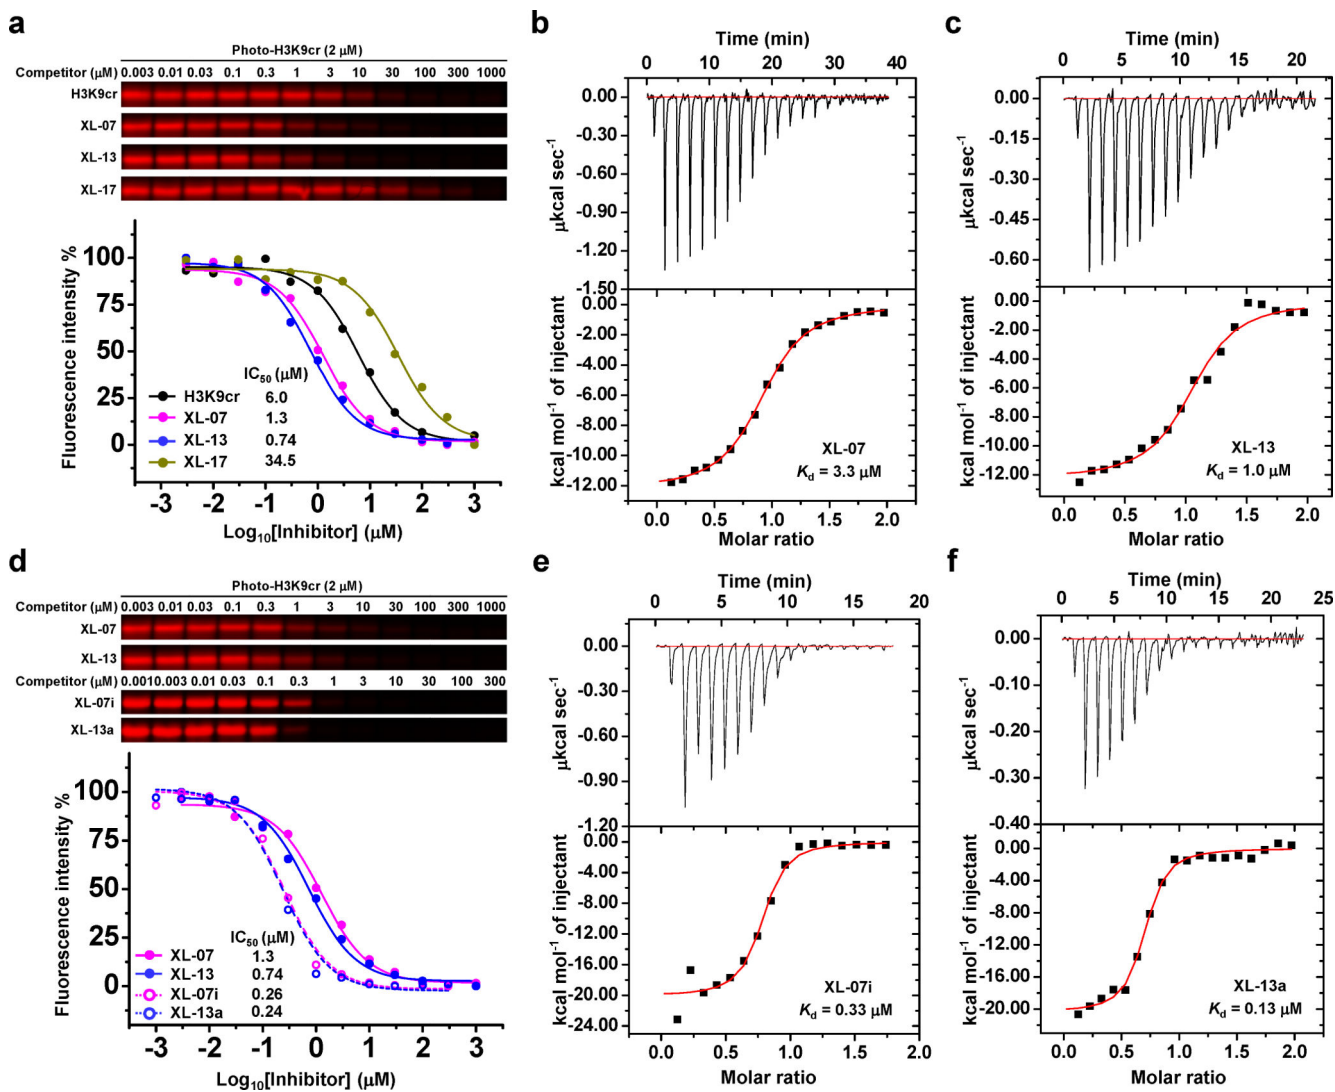 a
Photo-H3K9cr (2 μM)
Competitor (μM) 0.003 0.01 0.03 0.1 0.3 1 3 10 30 100 300 1000
H3K9cr
XL-07
XL-13
XL-17
Fluorescence intensity %
100
75
50
25
0
IC50 (μM)
H3K9cr 6.0
XL-07 1.3
XL-13 0.74
XL-17 34.5
-3 -2 -1 0 1 2 3
Log10[Inhibitor] (μM)
b
Time (min)
0 10 20 30 40
μkcal sec-1
0.00
-0.30
-0.60
-0.90
-1.20
-1.50
kcal mol-1 of injectant
0.00
-2.00
-4.00
-6.00
-8.00
-10.00
-12.00
XL-07
Kd = 3.3 μM
0.0 0.5 1.0 1.5 2.0
Molar ratio
c
Time (min)
0 5 10 15 20
μkcal sec-1
0.00
-0.15
-0.30
-0.45
-0.60
kcal mol-1 of injectant
0.00
-2.00
-4.00
-6.00
-8.00
-10.00
-12.00
XL-13
Kd = 1.0 μM
0.0 0.5 1.0 1.5 2.0
Molar ratio
d
Photo-H3K9cr (2 μM)
Competitor (μM) 0.003 0.01 0.03 0.1 0.3 1 3 10 30 100 300 1000
XL-07
XL-13
Competitor (μM) 0.001 0.003 0.01 0.03 0.1 0.3 1 3 10 30 100 300
XL-07i
XL-13a
Fluorescence intensity %
100
75
50
25
0
IC50 (μM)
XL-07 1.3
XL-13 0.74
XL-07i 0.26
XL-13a 0.24
-3 -2 -1 0 1 2 3
Log10[Inhibitor] (μM)
e
Time (min)
0 5 10 15 20
μkcal sec-1
0.00
-0.30
-0.60
-0.90
-1.20
kcal mol-1 of injectant
0.00
-4.00
-8.00
-12.00
-16.00
-20.00
-24.00
XL-07i
Kd = 0.33 μM
0.0 0.5 1.0 1.5 2.0
Molar ratio
f
Time (min)
0 5 10 15 20 25
μkcal sec-1
0.00
-0.10
-0.20
-0.30
-0.40
kcal mol-1 of injectant
0.00
-4.00
-8.00
-12.00
-16.00
-20.00
XL-13a
Kd = 0.13 μM
0.0 0.5 1.0 1.5 2.0
Molar ratio